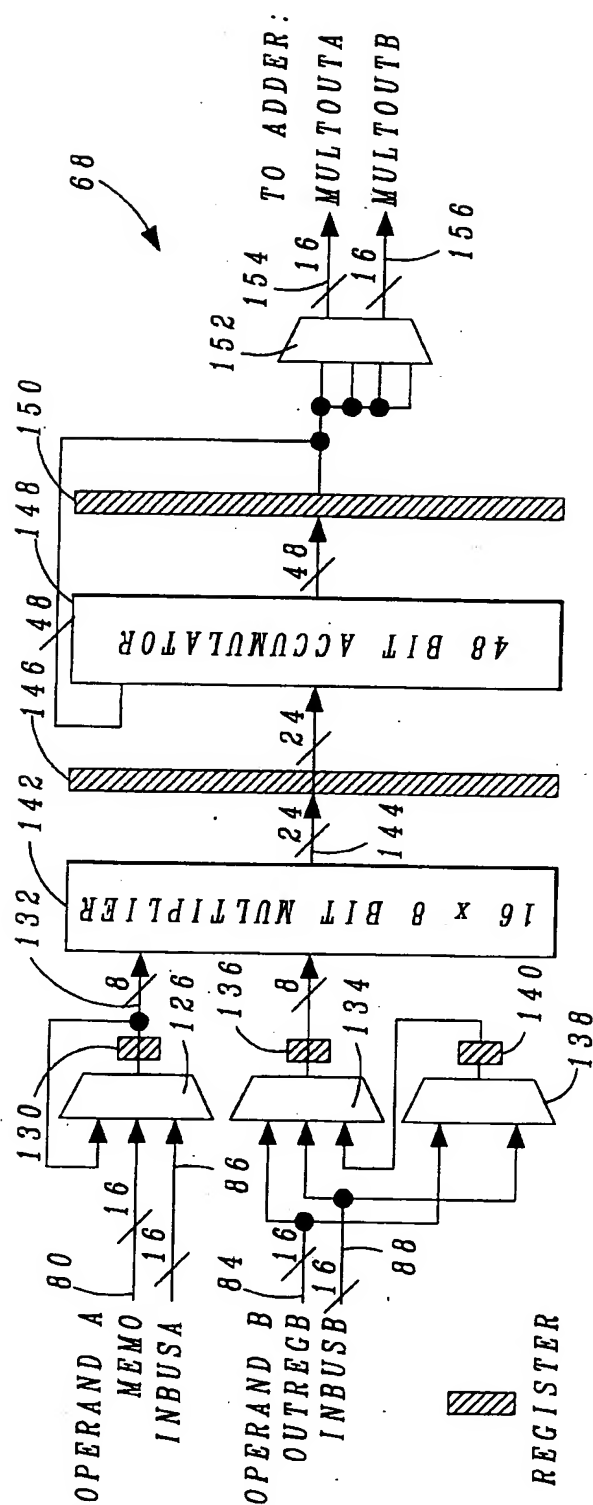 68
TO ADDER:
MULTOUTA
MULTOUTB
154
16
16
156
152
150
148
48
146
142
132
130
48
24
24
144
8
126
136
8
134
140
138
48 BIT ACCUMULATOR
16 x 8 BIT MULTIPLIER
80
16
16
86
84
16
16
88
OPERAND A
MEMO
INBUSA
OPERAND B
OUTREGB
INBUSB
REGISTER